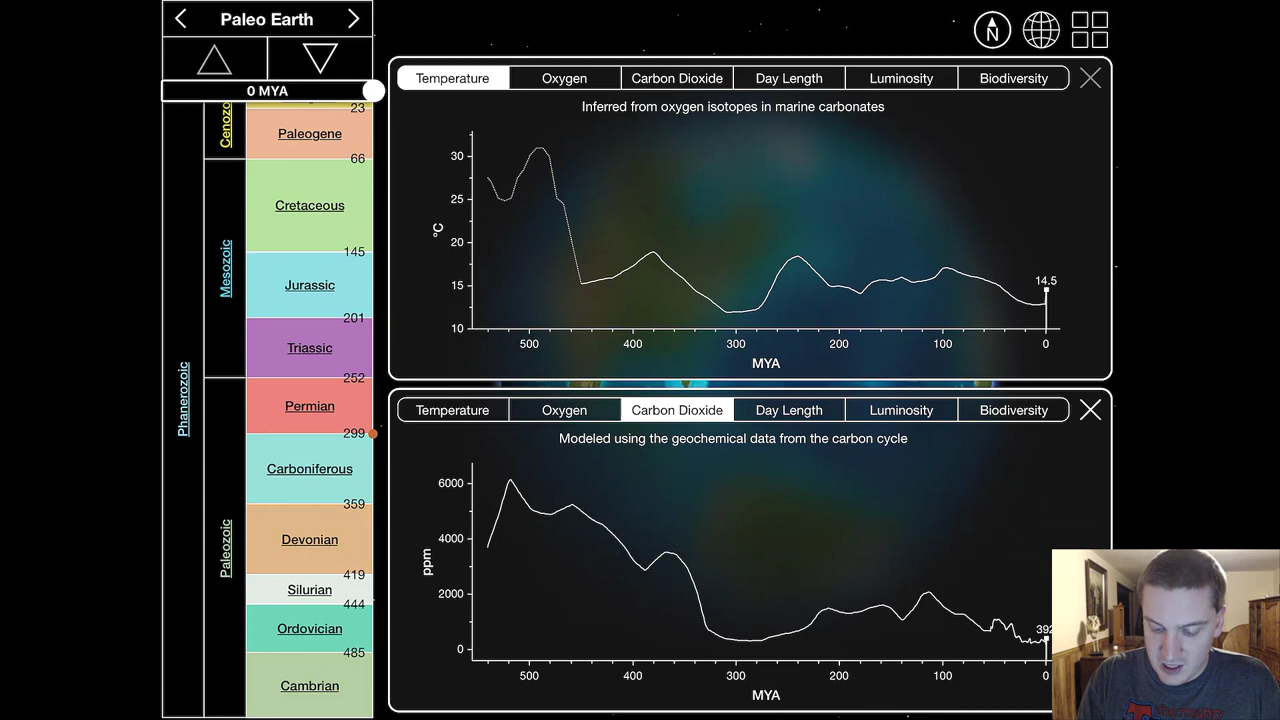 Paleo Earth
N
0 MYA
23
Cenozo
Paleogene
66
Cretaceous
145
Mesozoic
Jurassic
201
Triassic
252
Phanerozoic
Permian
299
Carboniferous
359
Paleozoic
Devonian
419
Silurian
444
Ordovician
485
Cambrian
Temperature Oxygen Carbon Dioxide Day Length Luminosity Biodiversity
Inferred from oxygen isotopes in marine carbonates
30
25
°C
20
15
10
14.5
500 400 300 200 100 0
MYA
Temperature Oxygen Carbon Dioxide Day Length Luminosity Biodiversity
Modeled using the geochemical data from the carbon cycle
6000
4000
ppm
2000
0
392
500 400 300 200 100 0
MYA